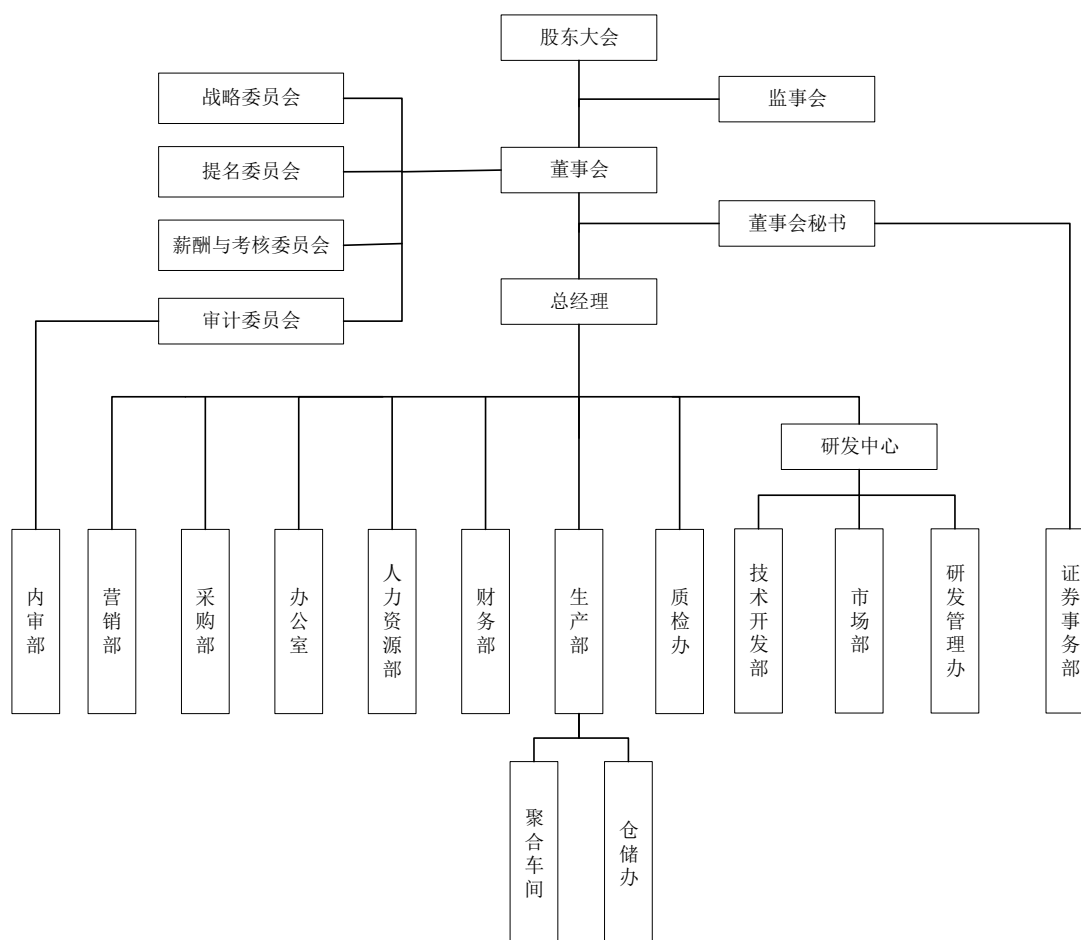 股东大会
战略委员会
监事会
提名委员会
董事会
薪酬与考核委员会
董事会秘书
总经理
审计委员会
研发中心
内审部
营销部
采购部
办公室
人力资源部
财务部
生产部
质检办
技术开发部
市场部
研发管理办
证券事务部
聚合车间
仓储办